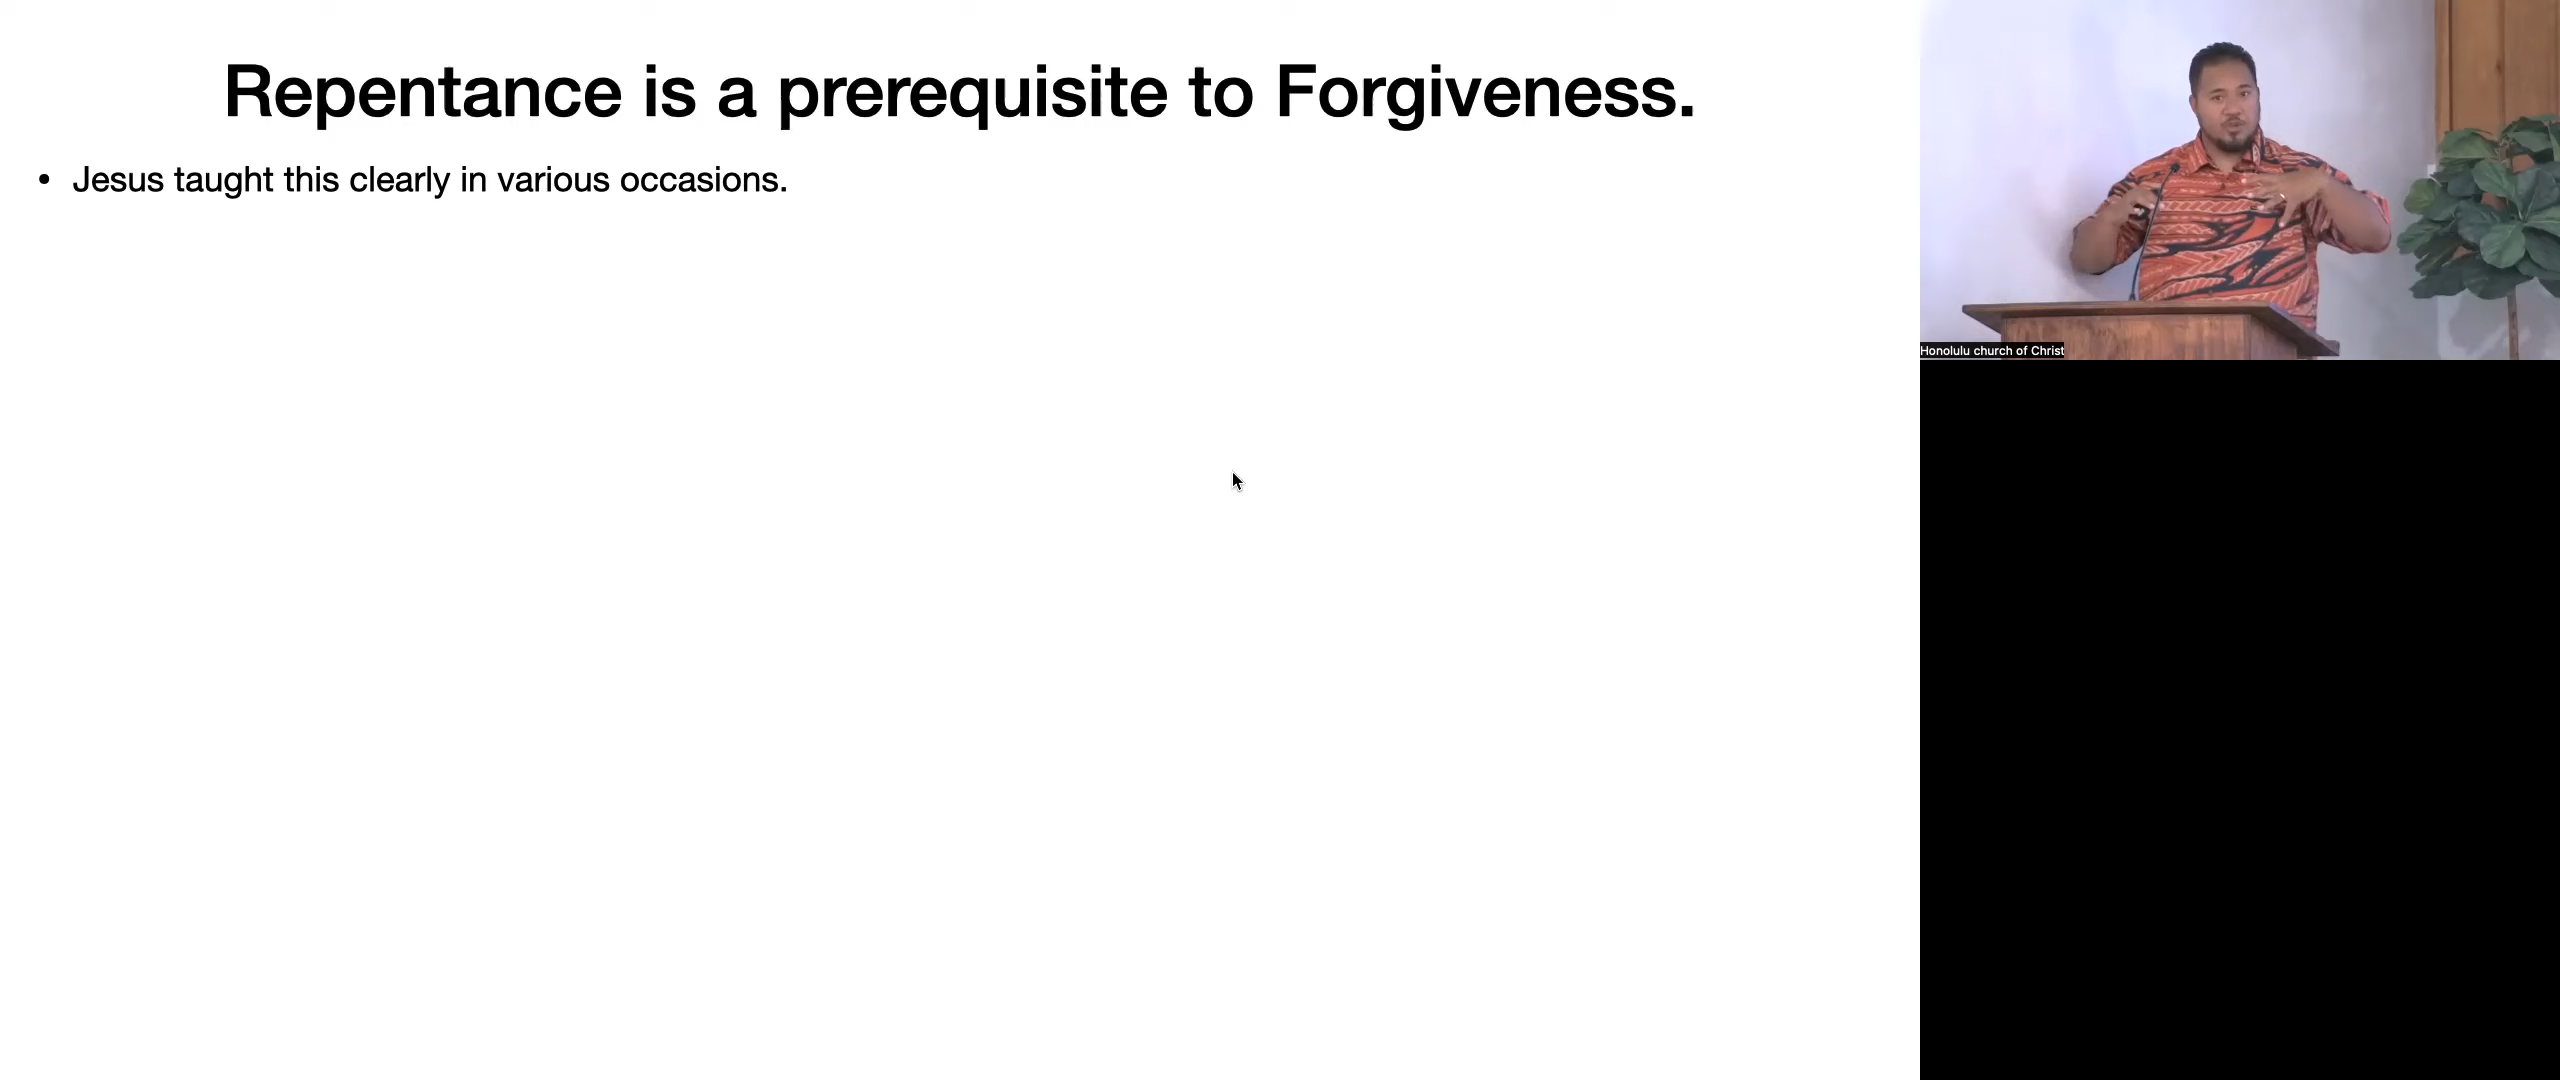 Repentance is a prerequisite to Forgiveness.
• Jesus taught this clearly in various occasions.
Honolulu church of Christ